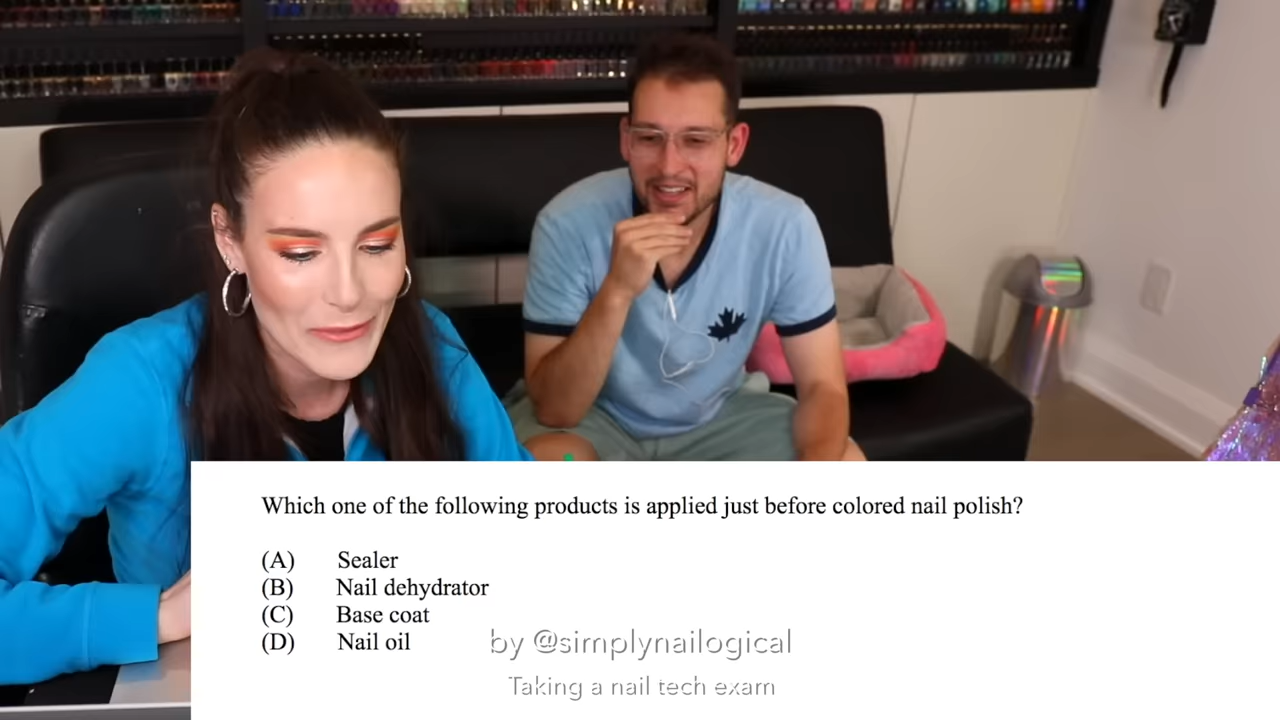 Which one of the following products is applied just before colored nail polish?
(A) Sealer
(B) Nail dehydrator
(C) Base coat
(D) Nail oil
by @simplynailogical
Taking a nail tech exam